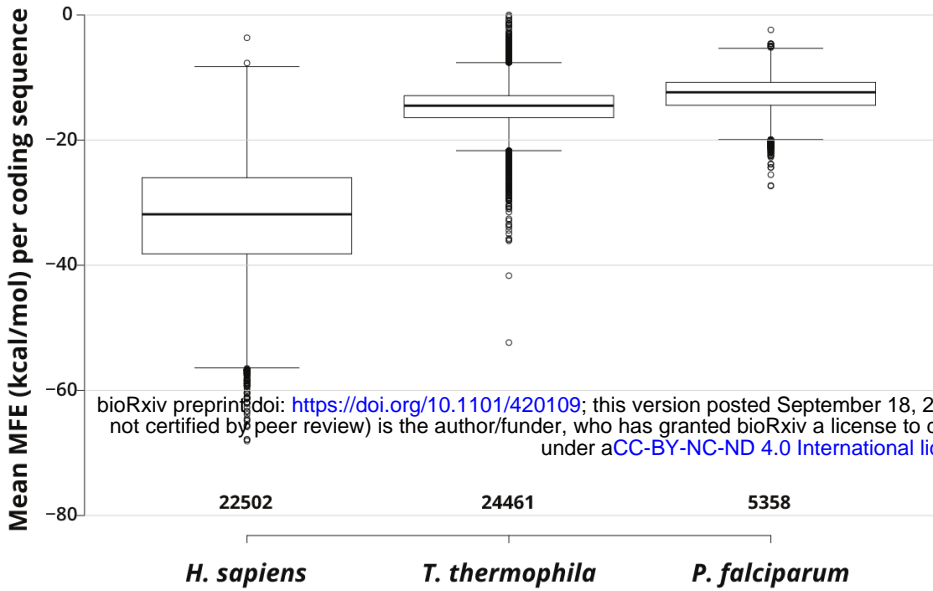 Mean MFE (kcal/mol) per coding sequence
0
−20
−40
−60
−80
bioRxiv preprint doi: https://doi.org/10.1101/420109; this version posted September 18, 2
not certified by peer review) is the author/funder, who has granted bioRxiv a license to
under aCC-BY-NC-ND 4.0 International
22502 24461 5358
H. sapiens T. thermophila P. falciparum